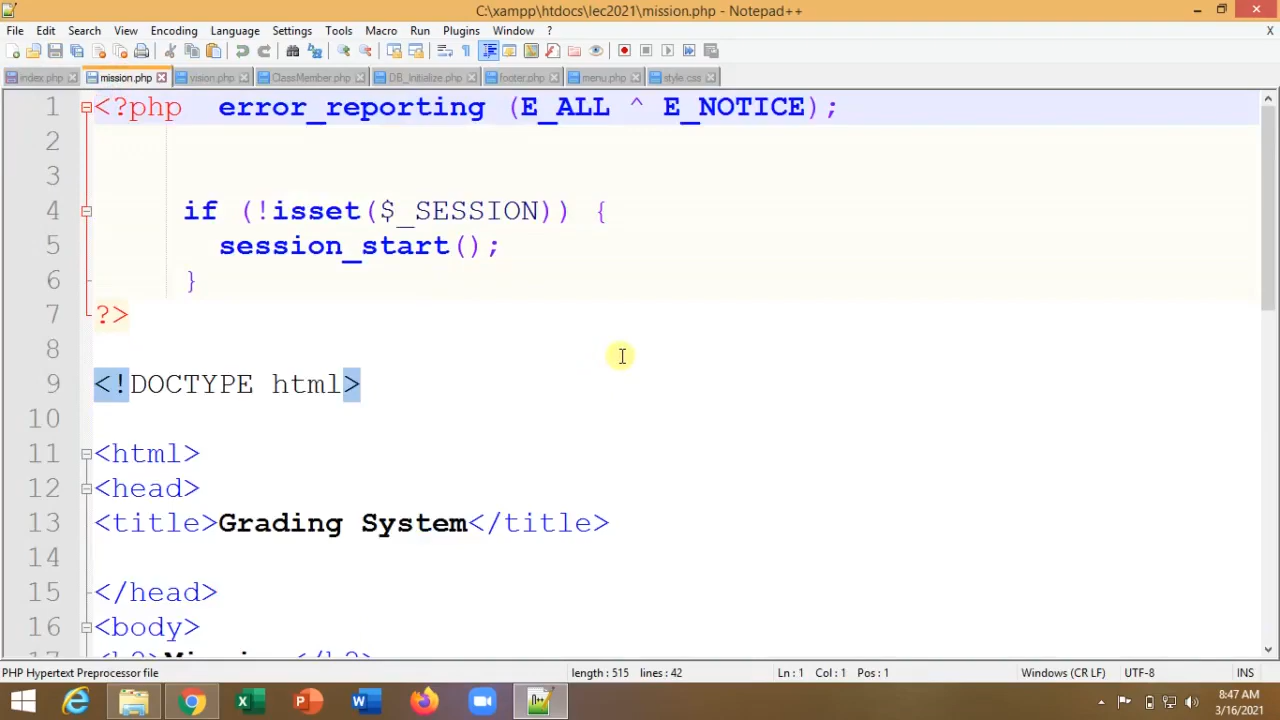 C:\xampp\htdocs\lec2021\mission.php - Notepad++
File Edit Search View Encoding Language Settings Tools Macro Run Plugins Window ? X
index.php mission.php vision.php ClassMember.php DB_Initialize.php footer.php menu.php style.css
1 <?php error_reporting (E_ALL ^ E_NOTICE);
2
3
4 if (!isset($_SESSION)) {
5 session_start();
6 }
7 ?>
8
9 <!DOCTYPE html>
10
11 <html>
12 <head>
13 <title>Grading System</title>
14
15 </head>
16 <body>
17 <h2>Mission</h2>
PHP Hypertext Preprocessor file length : 515 lines : 42 Ln : 1 Col : 1 Pos : 1 Windows (CR LF) UTF-8 INS
8:47 AM
3/16/2021